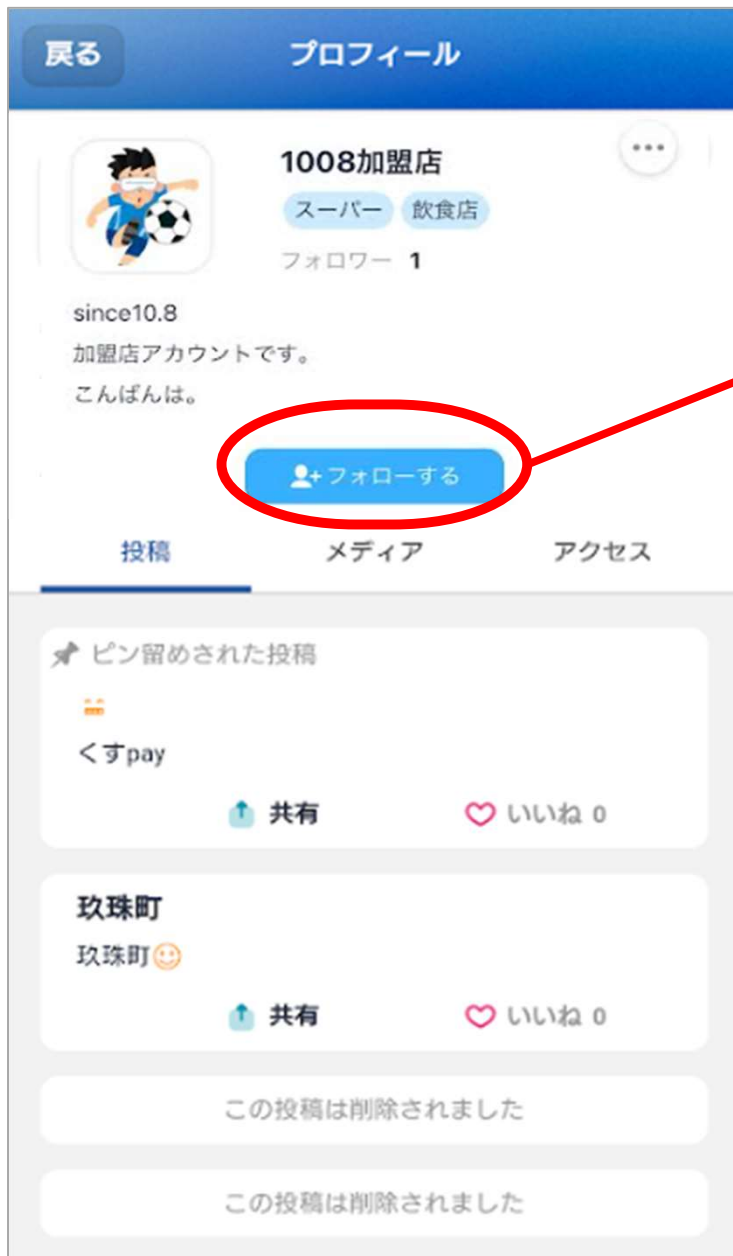 戻る
プロフィール
1008加盟店
スーパー 飲食店
フォロワー 1
since10.8
加盟店アカウントです。
こんばんは。
フォローする
投稿 メディア アクセス
ピン留めされた投稿
くすpay
共有 いいね 0
玖珠町
玖珠町
共有 いいね 0
この投稿は削除されました
この投稿は削除されました